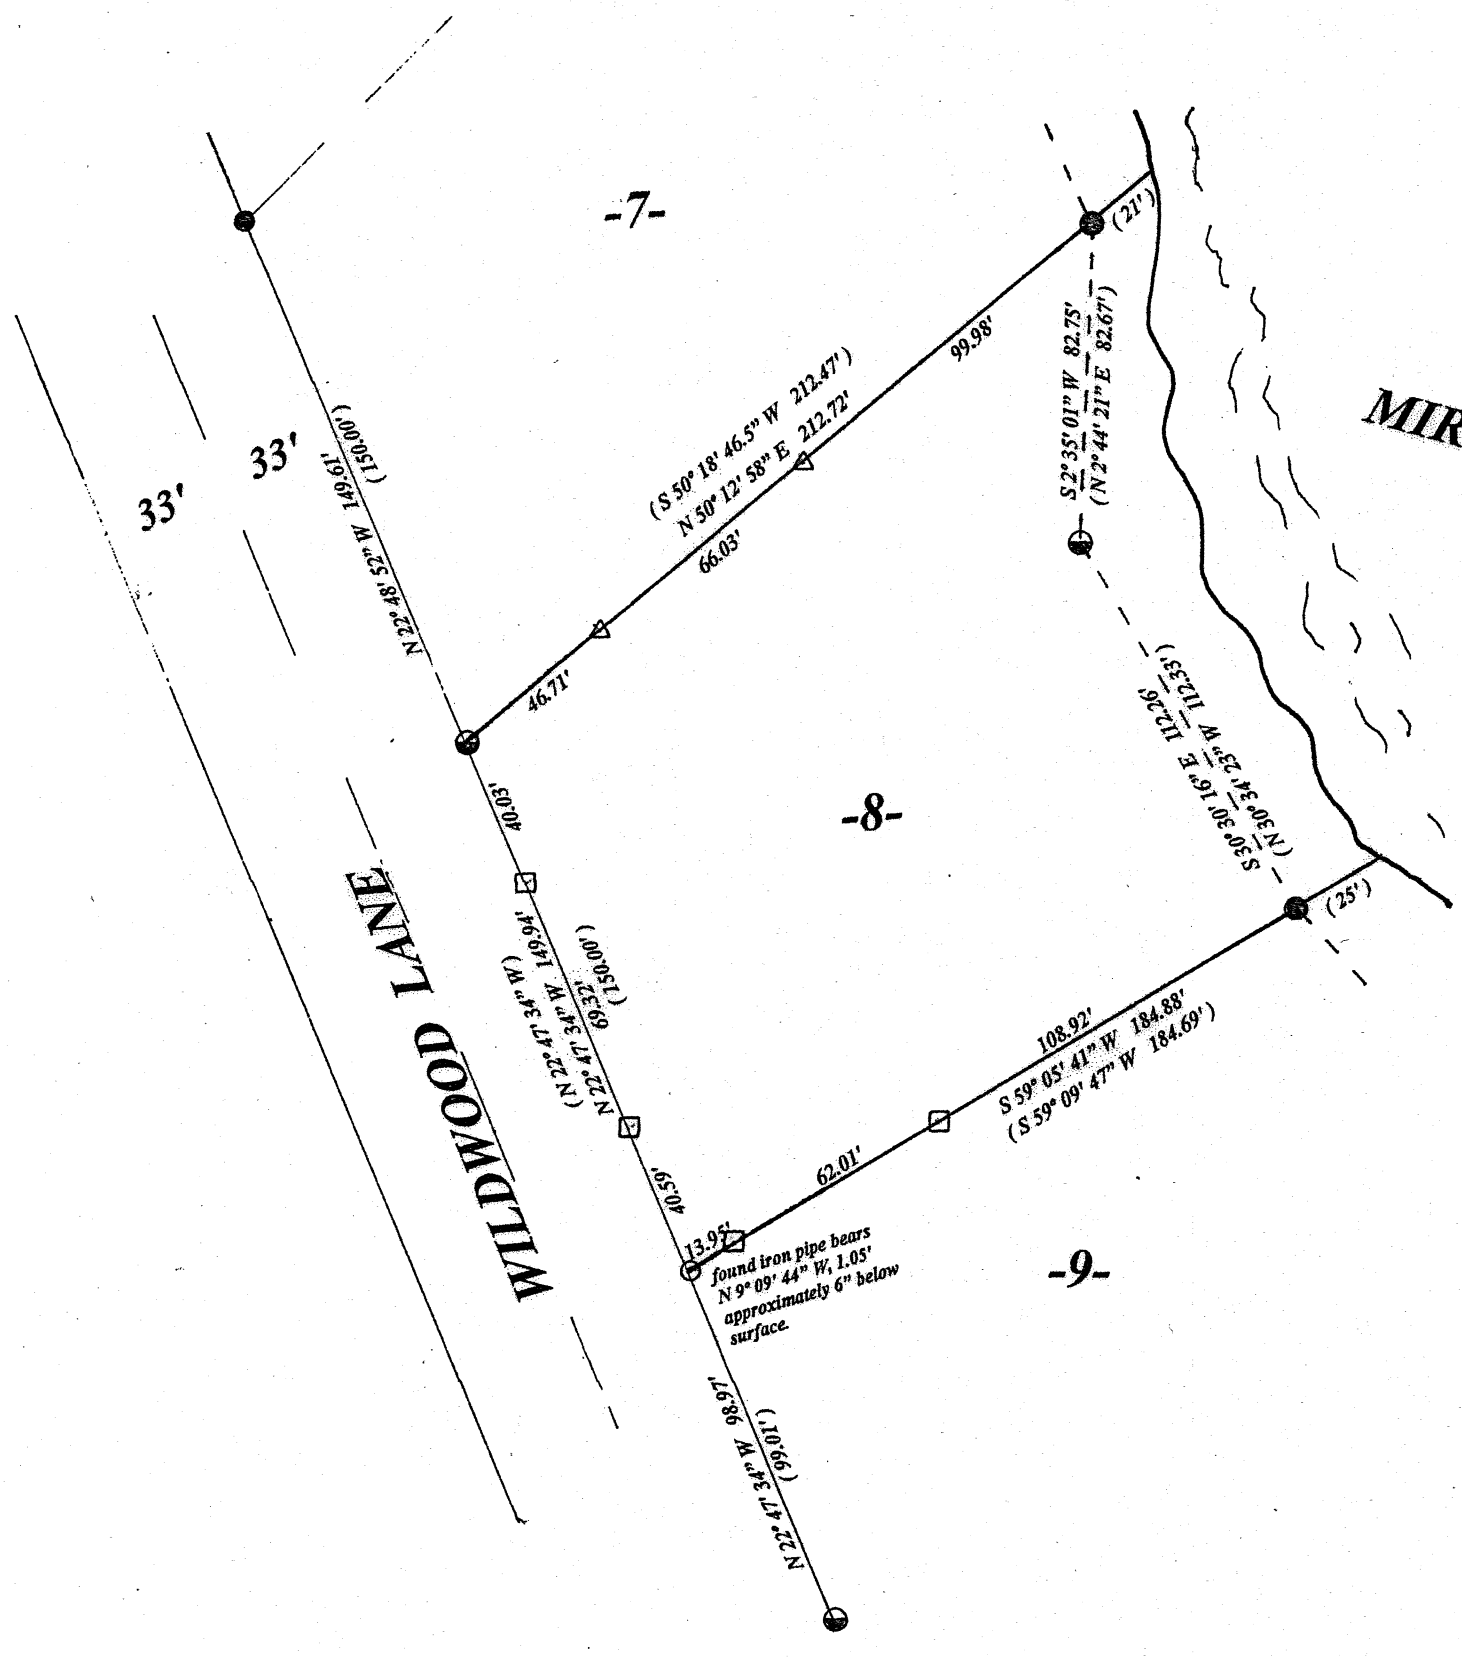 -7-
( 21' )
33'
33'
N 22° 48' 52" W 149.61'
( 150.00' )
( S 50° 18' 46.5" W 212.47' )
N 50° 12' 58" E 212.72'
99.98'
66.03'
46.71'
S 2° 35' 01" W 82.75'
( N 2° 44' 21" E 82.67' )
MIR
S 30° 30' 16" E 112.26'
( N 30° 34' 23" W 112.33' )
-8-
40.03'
WILDWOOD LANE
( N 22° 47' 34" W )
N 22° 47' 34" W 149.94'
69.32'
( 150.00' )
40.59'
( 25' )
108.92'
S 59° 05' 41" W 184.88'
( S 59° 09' 47" W 184.69' )
62.01'
13.95'
found iron pipe bears
N 9° 09' 44" W, 1.05'
approximately 6" below
surface.
-9-
N 22° 47' 34" W 98.97'
( 99.01' )